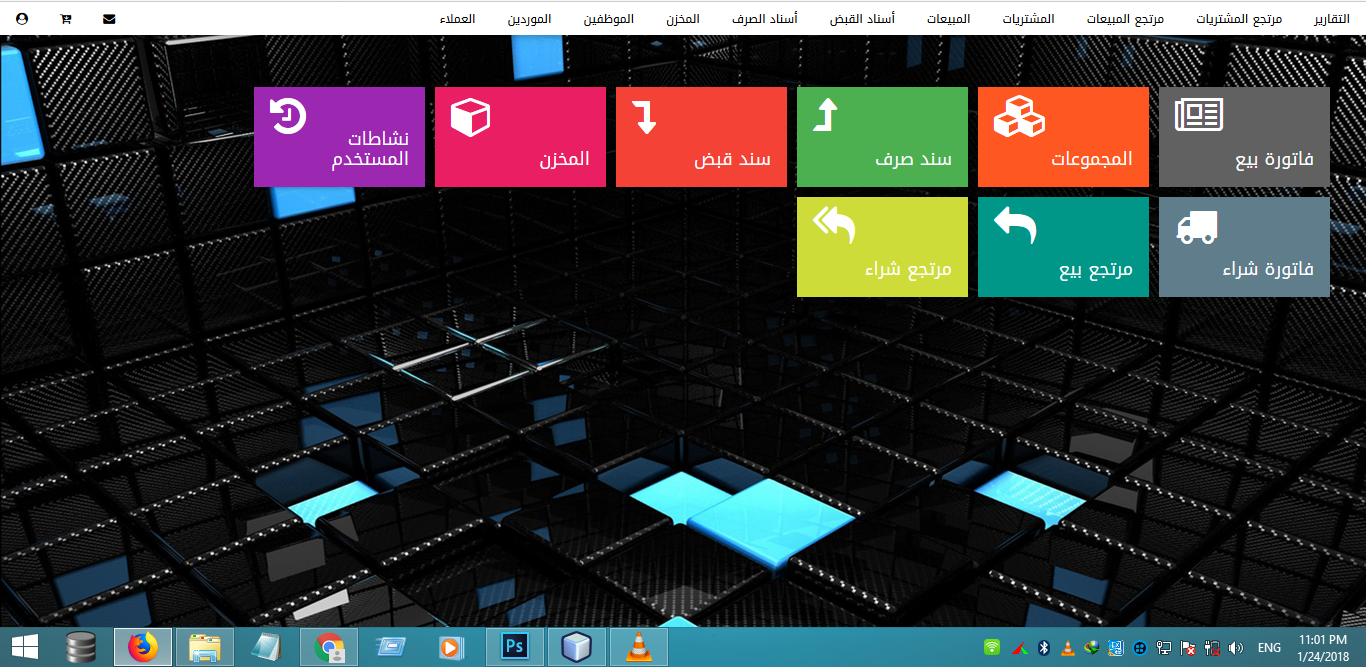 التقارير
مرتجع المشتريات
مرتجع المبيعات
المشتريات
المبيعات
أسناد القبض
أسناد الصرف
المخزن
الموظفين
الموردين
العملاء
فاتورة بيع
المجموعات
سند صرف
سند قبض
المخزن
نشاطات
المستخدم
فاتورة شراء
مرتجع بيع
مرتجع شراء
Ps
ENG
11:01 PM
1/24/2018